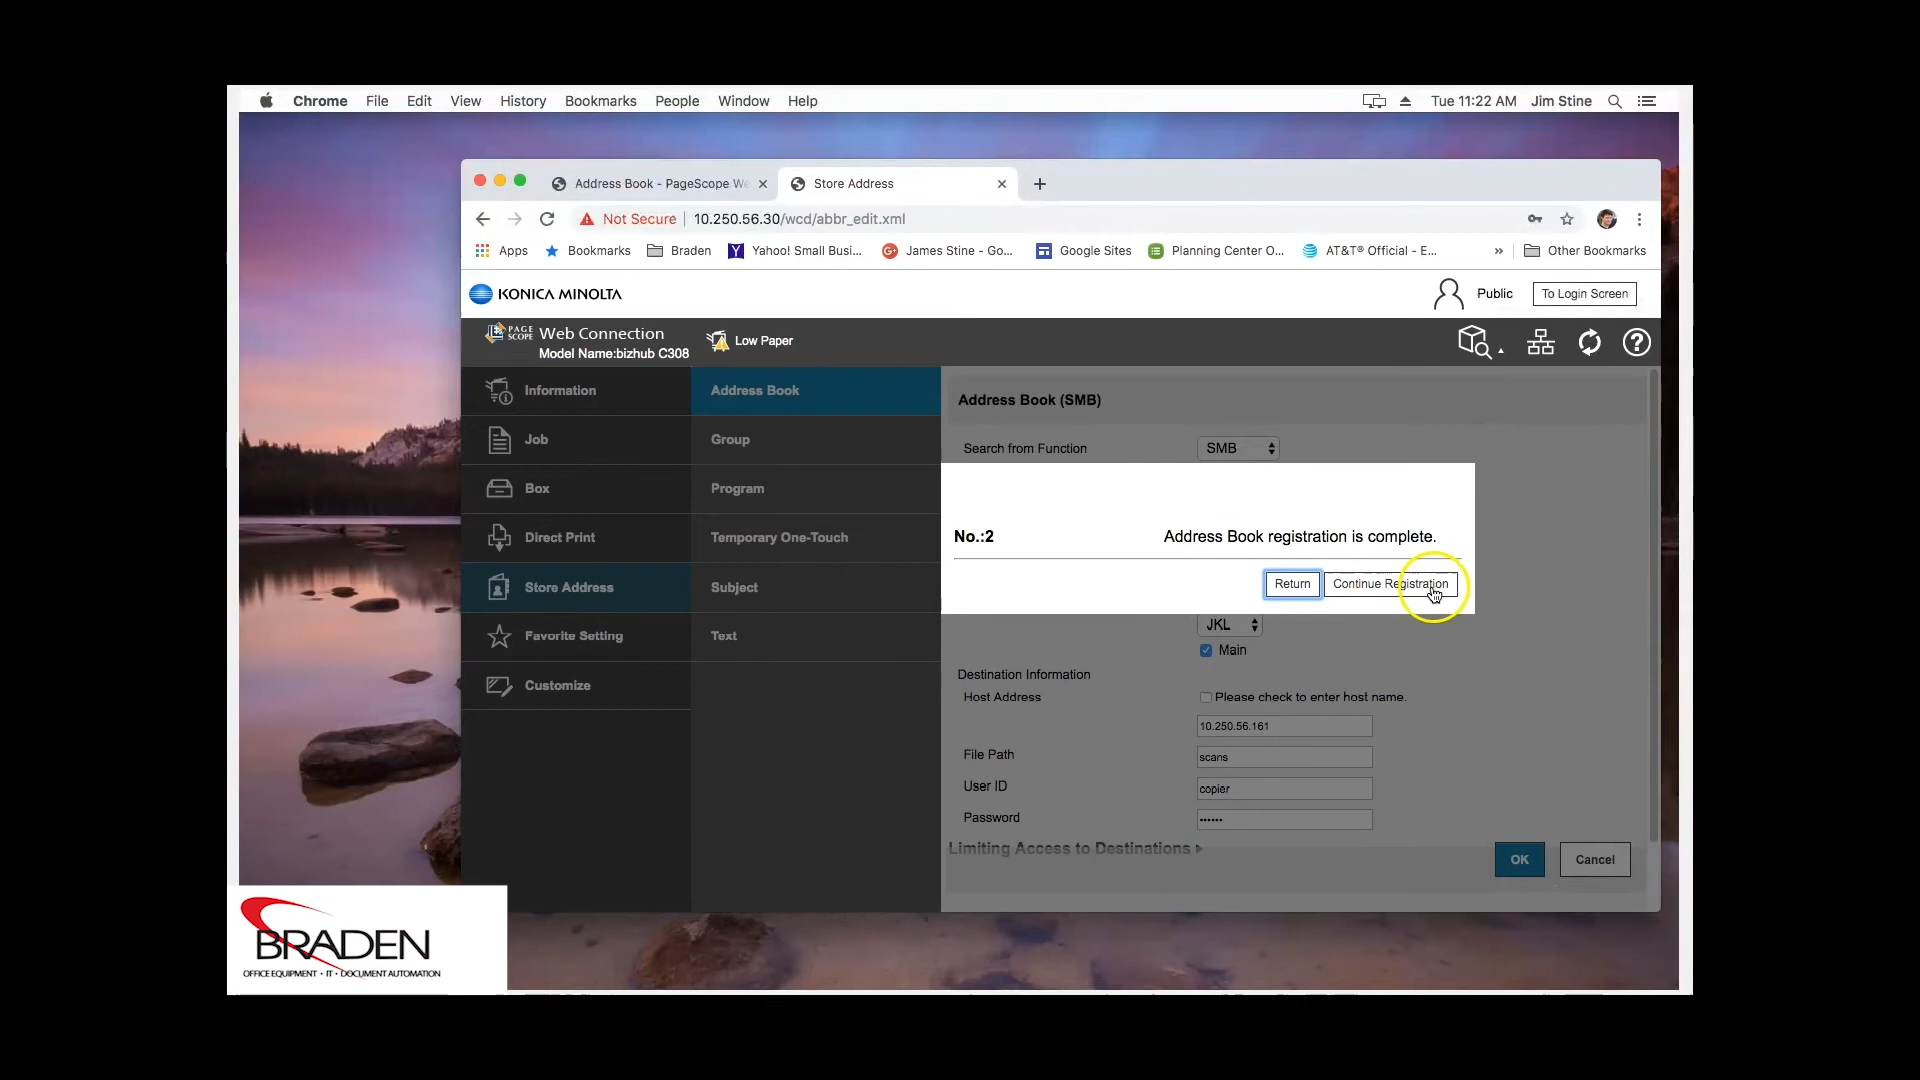 Chrome File Edit View History Bookmarks People Window Help
Tue 11:22 AM Jim Stine
Address Book - PageScope We
Store Address
Not Secure 10.250.56.30/wcd/abbr_edit.xml
Apps Bookmarks Braden Yahoo! Small Busi... James Stine - Go... Google Sites Planning Center O... AT&T® Official - E... » Other Bookmarks
KONICA MINOLTA
Public To Login Screen
PAGE SCOPE Web Connection
Model Name:bizhub C308
Low Paper
Information
Job
Box
Direct Print
Store Address
Favorite Setting
Customize
Address Book
Group
Program
Temporary One-Touch
Subject
Text
Address Book (SMB)
Search from Function SMB
No.:2 Address Book registration is complete.
Return Continue Registration
JKL
Main
Destination Information
Host Address Please check to enter host name.
10.250.56.161
File Path scans
User ID copier
Password ••••••
Limiting Access to Destinations
OK Cancel
BRADEN
OFFICE EQUIPMENT • IT • DOCUMENT AUTOMATION